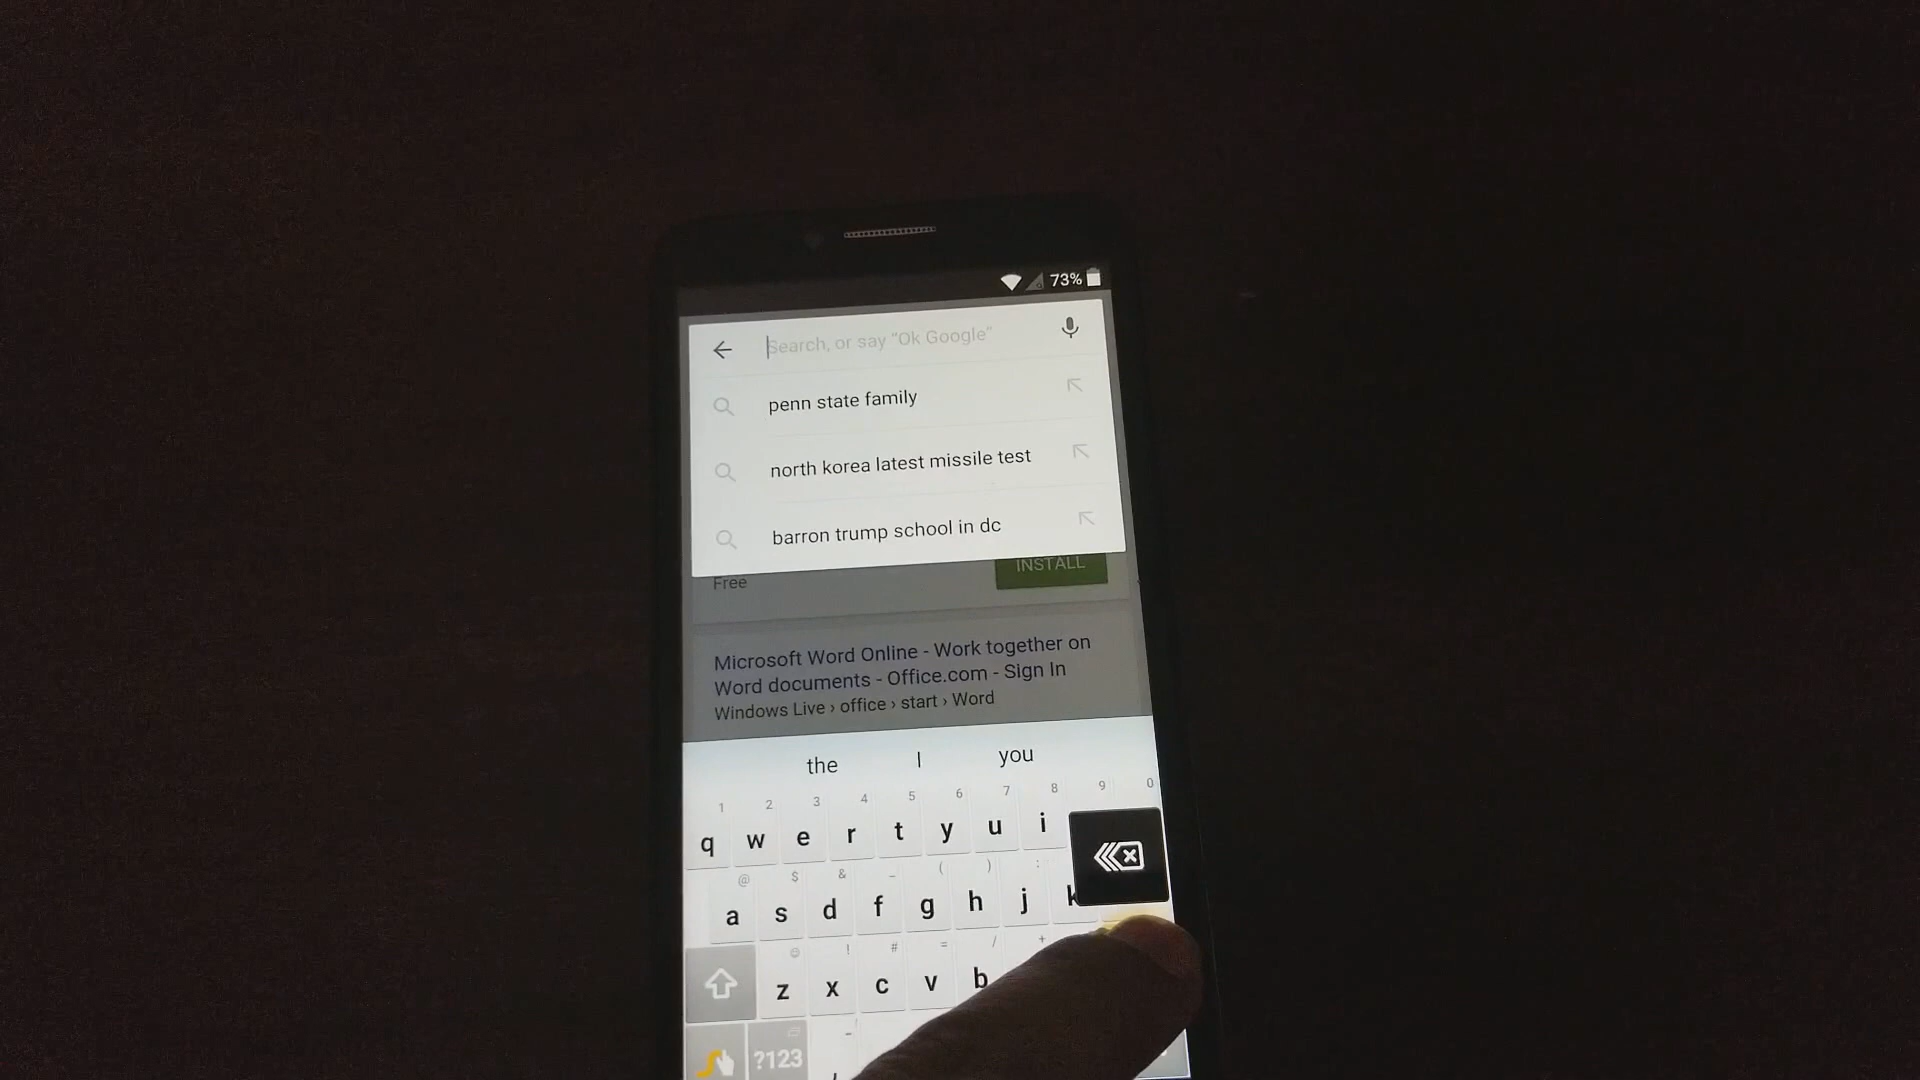 73%
Search, or say "Ok Google"
penn state family
north korea latest missile test
barron trump school in dc
Free
INSTALL
Microsoft Word Online - Work together on
Word documents - Office.com - Sign In
Windows Live › office › start › Word
the I you
1 2 3 4 5 6 7 8 9 0
q w e r t y u i
@ $ & _ ( ) :
a s d f g h j k
! # = / +
z x c v b
?123 ,